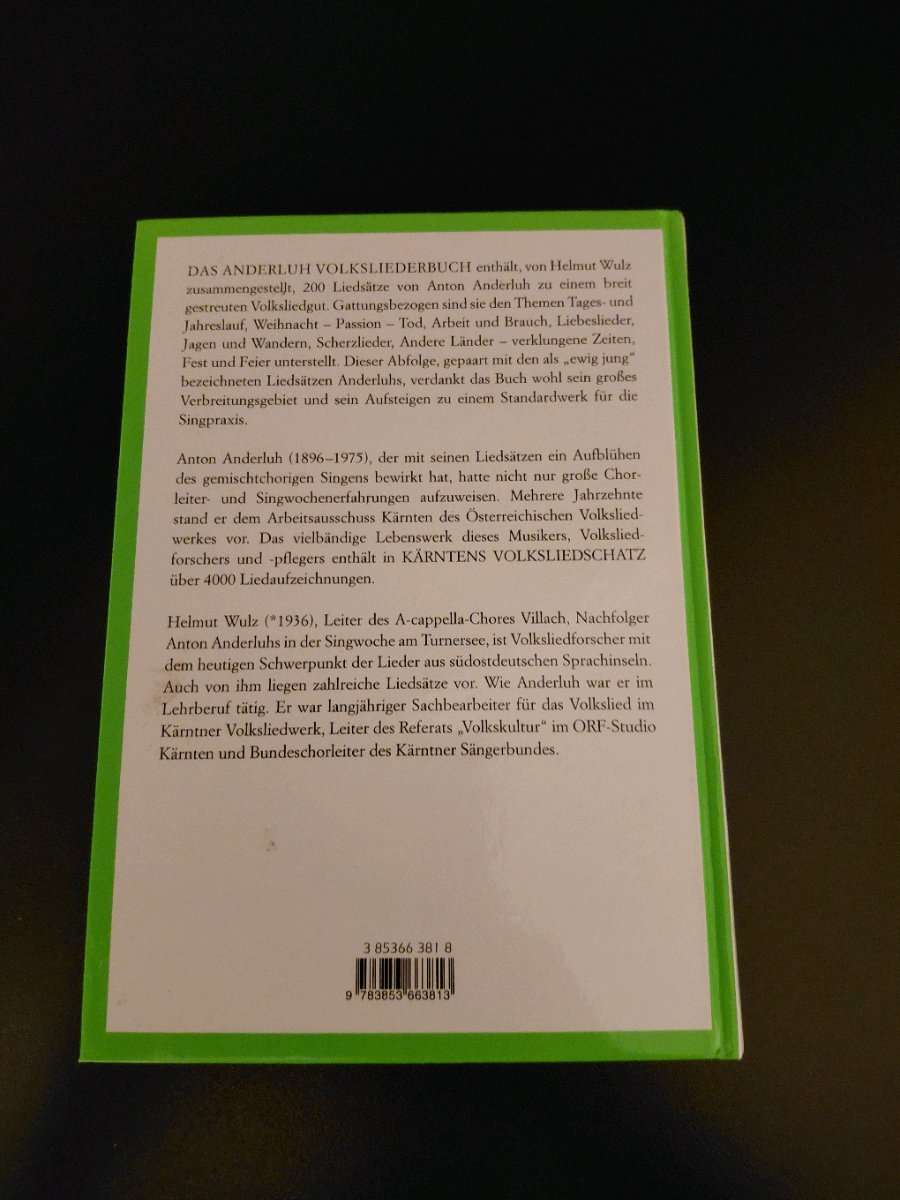 DAS ANDERLUH VOLKSLIEDERBUCH enthält, von Helmut Wulz
zusammengestellt, 200 Liedsätze von Anton Anderluh zu einem breit
gestreuten Volksliedgut. Gattungsbezogen sind sie den Themen Tages- und
Jahreslauf, Weihnacht – Passion – Tod, Arbeit und Brauch, Liebeslieder,
Jagen und Wandern, Scherzlieder, Andere Länder – verklungene Zeiten,
Fest und Feier unterstellt. Dieser Abfolge, gepaart mit den als „ewig jung“
bezeichneten Liedsätzen Anderluhs, verdankt das Buch wohl sein großes
Verbreitungsgebiet und sein Aufsteigen zu einem Standardwerk für die
Singpraxis.
Anton Anderluh (1896–1975), der mit seinen Liedsätzen ein Aufblühen
des gemischtchorigen Singens bewirkt hat, hatte nicht nur große Chor-
leiter- und Singwochenerfahrungen aufzuweisen. Mehrere Jahrzehnte
stand er dem Arbeitsausschuss Kärnten des Österreichischen Volkslied-
werkes vor. Das vielbändige Lebenswerk dieses Musikers, Volkslied-
forschers und -pflegers enthält in KÄRNTENS VOLKSLIEDSCHATZ
über 4000 Liedaufzeichnungen.
Helmut Wulz (*1936), Leiter des A-cappella-Chores Villach, Nachfolger
Anton Anderluhs in der Singwoche am Turnersee, ist Volksliedforscher mit
dem heutigen Schwerpunkt der Lieder aus südostdeutschen Sprachinseln.
Auch von ihm liegen zahlreiche Liedsätze vor. Wie Anderluh war er im
Lehrberuf tätig. Er war langjähriger Sachbearbeiter für das Volkslied im
Kärntner Volksliedwerk, Leiter des Referats „Volkskultur“ im ORF-Studio
Kärnten und Bundeschorleiter des Kärntner Sängerbundes.
3 85366 381 8
9 783853 663813